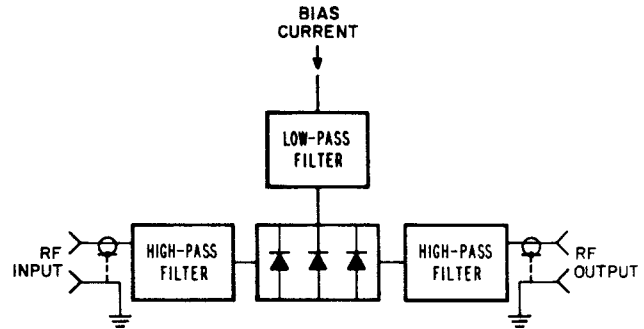 BIAS
CURRENT
LOW-PASS
FILTER
RF
INPUT
HIGH-PASS
FILTER
HIGH-PASS
FILTER
RF
OUTPUT